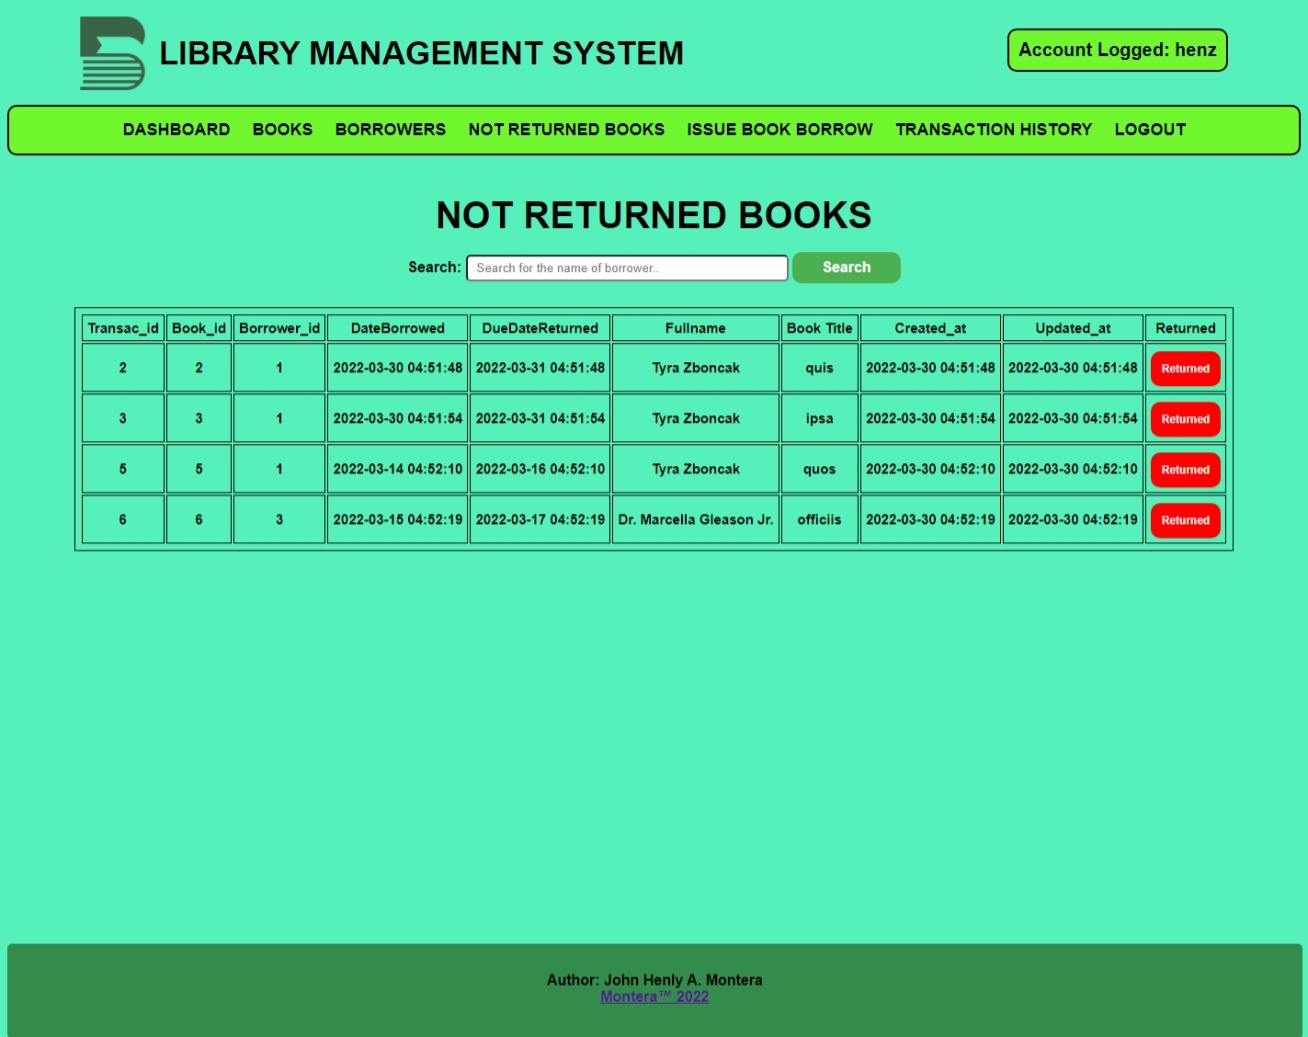 LIBRARY MANAGEMENT SYSTEM
Account Logged: henz
DASHBOARD BOOKS BORROWERS NOT RETURNED BOOKS ISSUE BOOK BORROW TRANSACTION HISTORY LOGOUT
NOT RETURNED BOOKS
Search: Search for the name of borrower.. Search
Transac_id Book_id Borrower_id DateBorrowed DueDateReturned Fullname Book Title Created_at Updated_at Returned
2 2 1 2022-03-30 04:51:48 2022-03-31 04:51:48 Tyra Zboncak quis 2022-03-30 04:51:48 2022-03-30 04:51:48 Returned
3 3 1 2022-03-30 04:51:54 2022-03-31 04:51:54 Tyra Zboncak ipsa 2022-03-30 04:51:54 2022-03-30 04:51:54 Returned
5 5 1 2022-03-14 04:52:10 2022-03-16 04:52:10 Tyra Zboncak quos 2022-03-30 04:52:10 2022-03-30 04:52:10 Returned
6 6 3 2022-03-15 04:52:19 2022-03-17 04:52:19 Dr. Marcella Gleason Jr. officiis 2022-03-30 04:52:19 2022-03-30 04:52:19 Returned
Author: John Henly A. Montera
Montera™ 2022